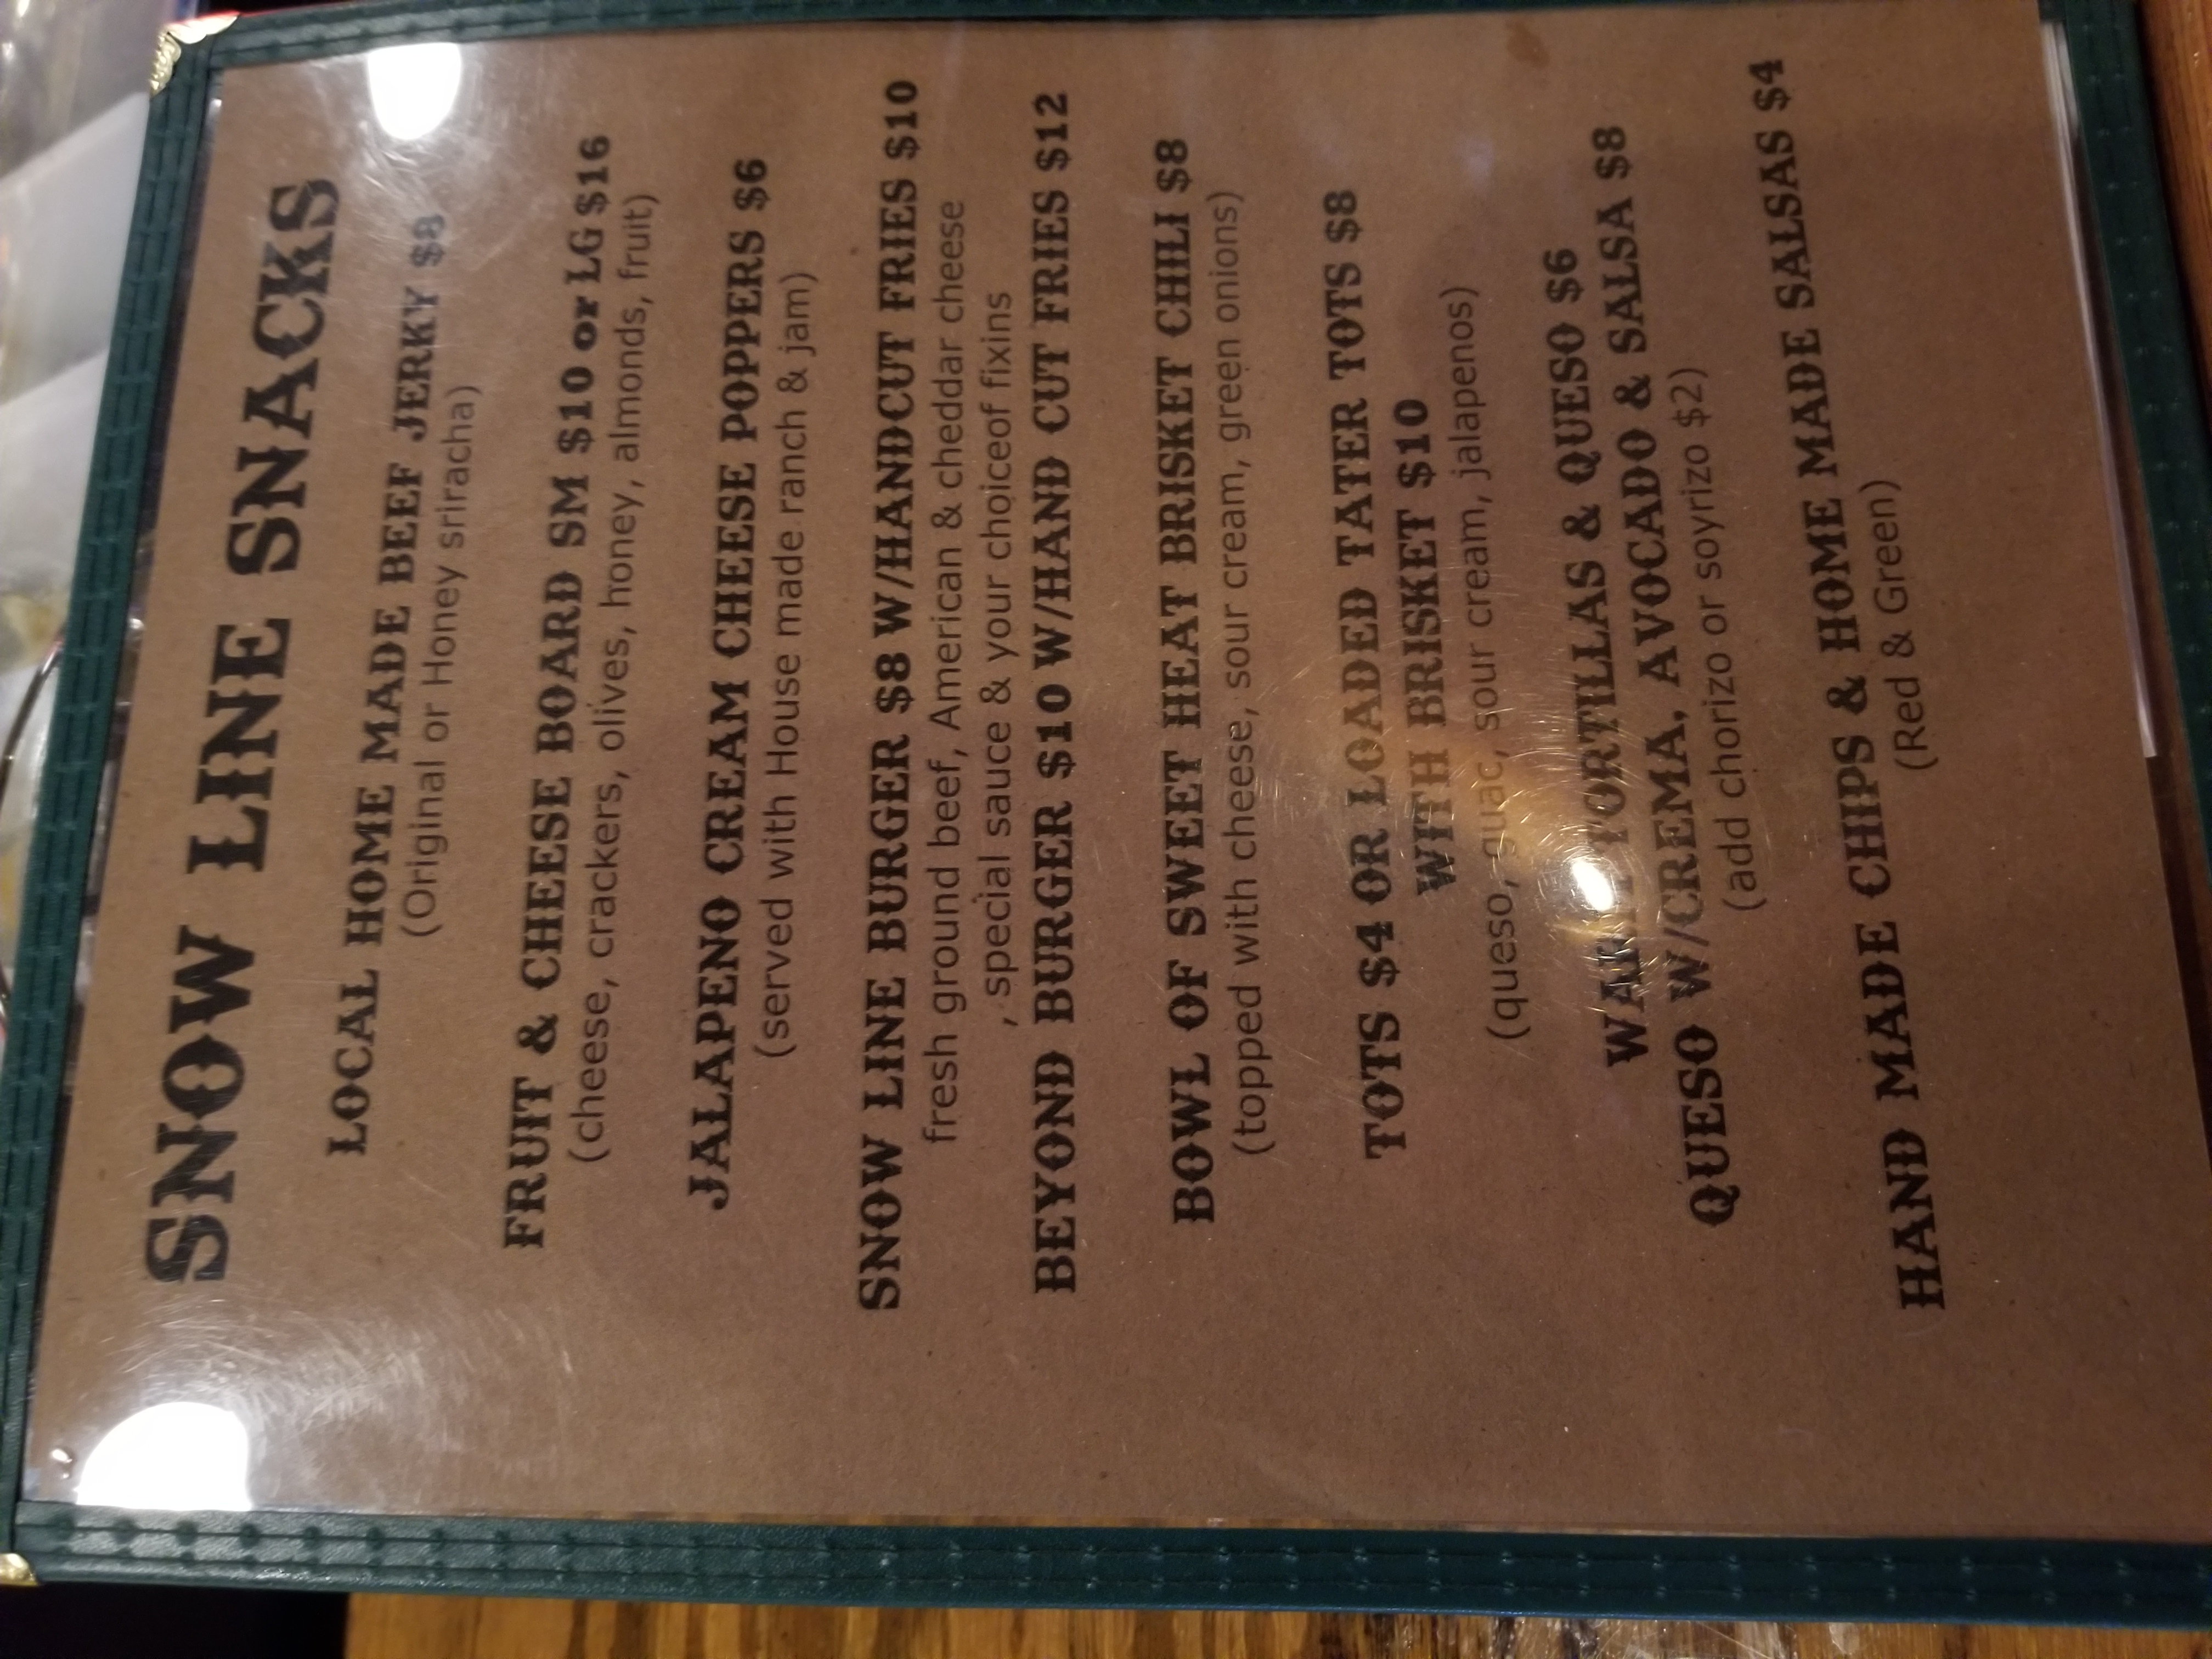 SNOW LINE SNACKS
LOCAL HOME MADE BEEF JERKY $8
(Original or Honey sriracha)
FRUIT & CHEESE BOARD SM $10 or LG $16
(cheese, crackers, olives, honey, almonds, fruit)
JALAPENO CREAM CHEESE POPPERS $6
(served with House made ranch & jam)
SNOW LINE BURGER $8 W/HANDCUT FRIES $10
fresh ground beef, American & cheddar cheese
, special sauce & your choiceof fixins
BEYOND BURGER $10 W/HAND CUT FRIES $12
BOWL OF SWEET HEAT BRISKET CHILI $8
(topped with cheese, sour cream, green onions)
TOTS $4 OR LOADED TATER TOTS $8
WITH BRISKET $10
(queso, guac, sour cream, jalapenos)
WARM TORTILLAS & QUESO $6
QUESO W/CREMA, AVOCADO & SALSA $8
(add chorizo or soyrizo $2)
HAND MADE CHIPS & HOME MADE SALSAS $4
(Red & Green)